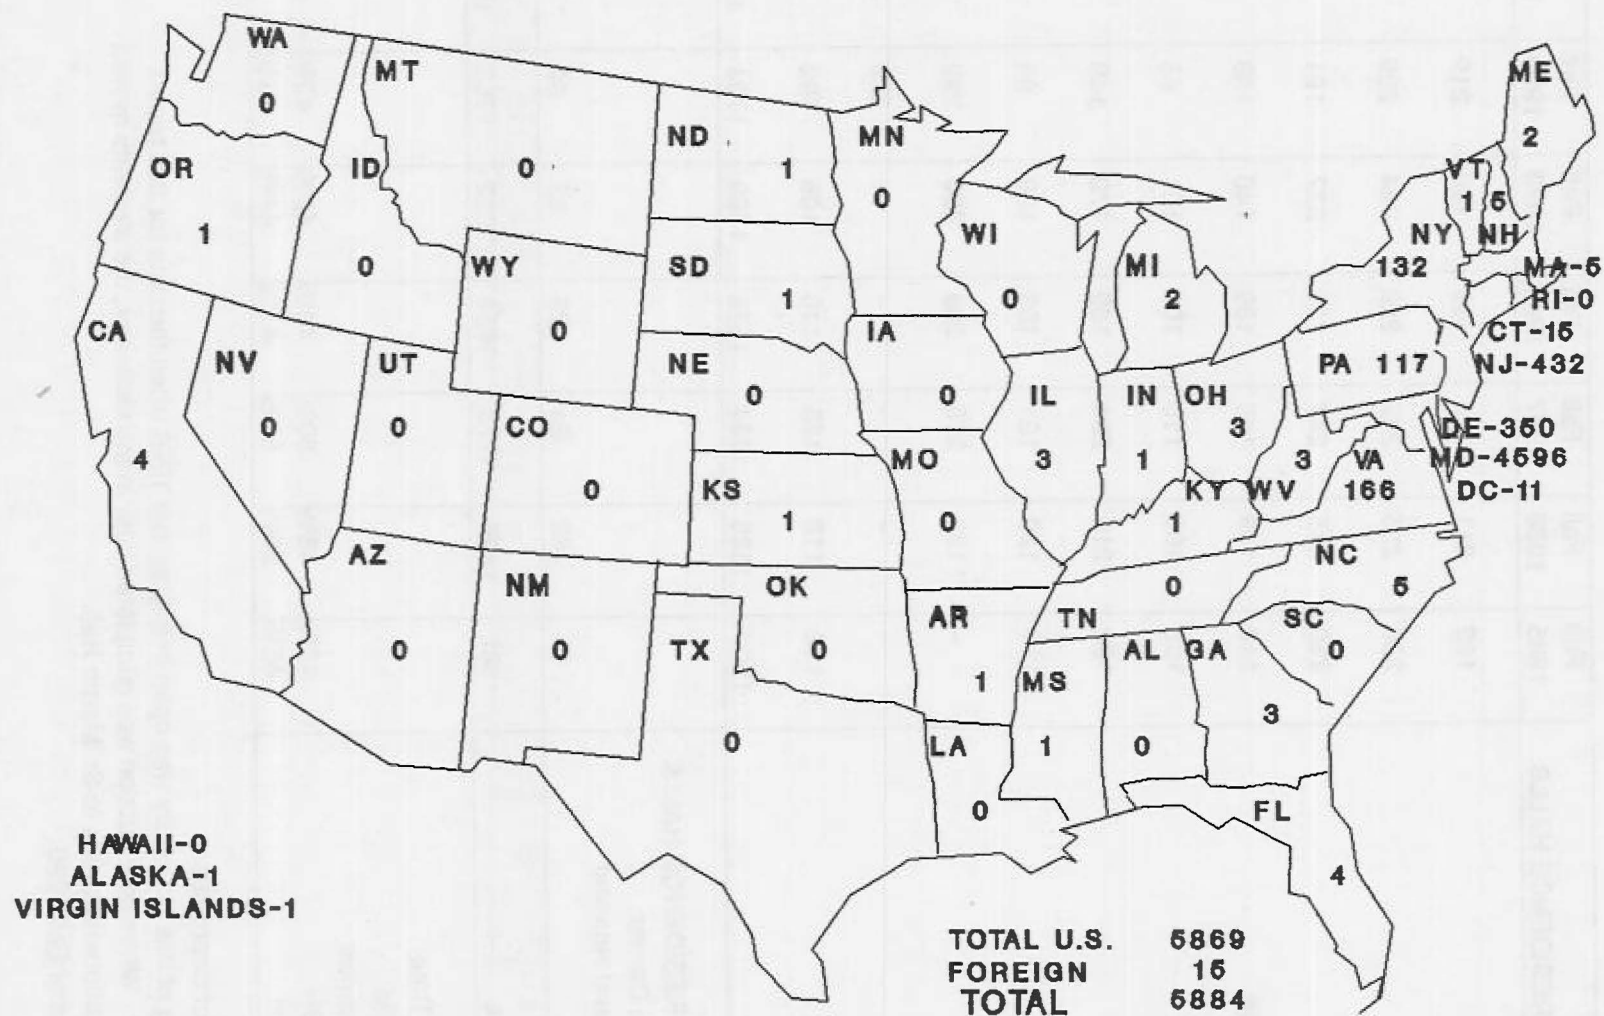 WA
0
MT
0
OR
1
ID
0
ND
1
MN
0
SD
1
WY
0
WI
0
MI
2
ME
2
VT
1
5
NH
NY
132
MA-5
RI-0
CT-15
NJ-432
PA 117
CA
4
NV
0
UT
0
CO
0
NE
0
IA
0
IL
3
IN
1
OH
3
DE-350
MD-4596
DC-11
VA
166
3
WV
KY
1
KS
1
MO
0
AZ
0
NM
0
OK
0
TX
0
AR
1
TN
0
NC
5
SC
0
MS
1
AL
0
GA
3
LA
0
FL
4
HAWAII-0
ALASKA-1
VIRGIN ISLANDS-1
TOTAL U.S. 5869
FOREIGN 15
TOTAL 5884